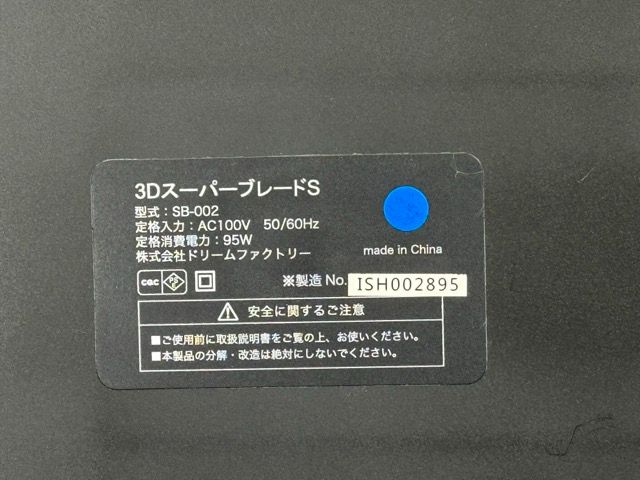 3DスーパーブレードS
型式：SB-002
定格入力：AC100V 50/60Hz
定格消費電力：95W
株式会社ドリームファクトリー
made in China
CQC PSE
※製造 No. ISH002895
安全に関するご注意
■ご使用前に取扱説明書をご覧の上、お使いください。
■本製品の分解・改造は絶対にしないでください。